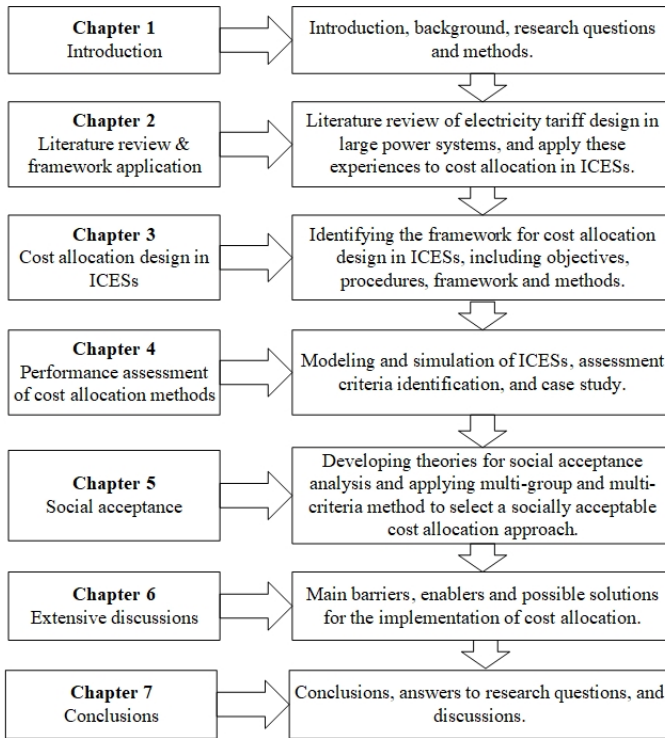 Chapter 1
Introduction
Introduction, background, research questions
and methods.
Chapter 2
Literature review &
framework application
Literature review of electricity tariff design in
large power systems, and apply these
experiences to cost allocation in ICESs.
Chapter 3
Cost allocation design in
ICESs
Identifying the framework for cost allocation
design in ICESs, including objectives,
procedures, framework and methods.
Chapter 4
Performance assessment
of cost allocation methods
Modeling and simulation of ICESs, assessment
criteria identification, and case study.
Chapter 5
Social acceptance
Developing theories for social acceptance
analysis and applying multi-group and multi-
criteria method to select a socially acceptable
cost allocation approach.
Chapter 6
Extensive discussions
Main barriers, enablers and possible solutions
for the implementation of cost allocation.
Chapter 7
Conclusions
Conclusions, answers to research questions, and
discussions.